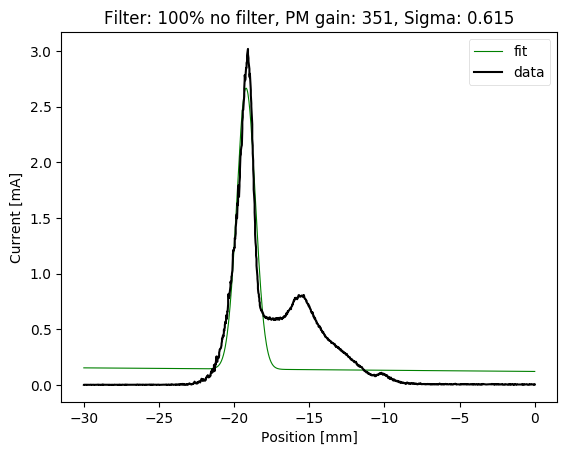 Filter: 100% no filter, PM gain: 351, Sigma: 0.615
fit
data
3.0
2.5
2.0
1.5
1.0
0.5
0.0
Current [mA]
−30 −25 −20 −15 −10 −5 0
Position [mm]